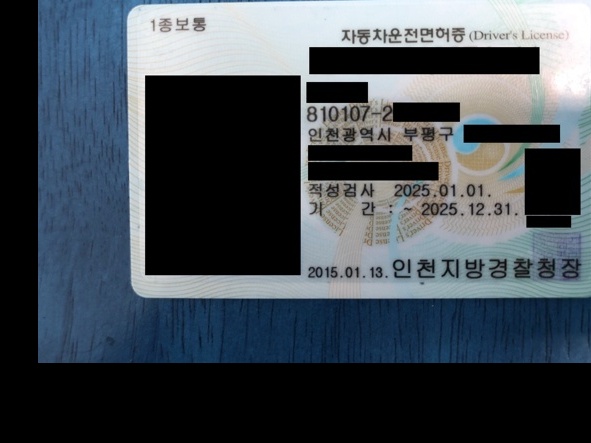 1종보통
자동차운전면허증 (Driver's License)
810107-2
인천광역시 부평구
적성검사 2025.01.01.
기 간 : ~ 2025.12.31.
2015.01.13. 인천지방경찰청장